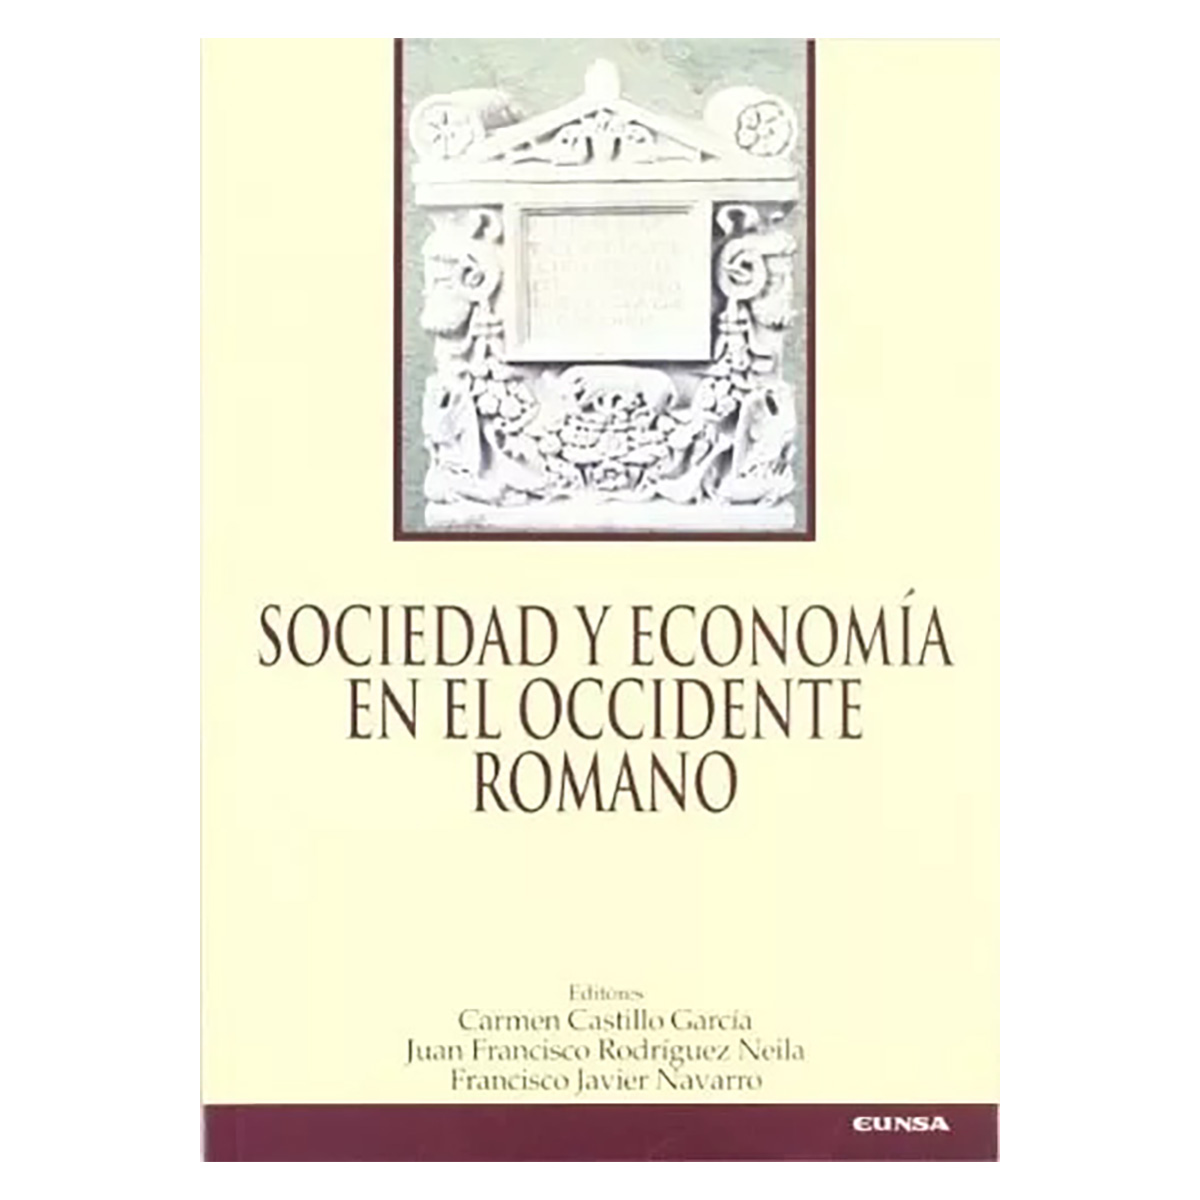 SOCIEDAD Y ECONOMÍA
EN EL OCCIDENTE
ROMANO
Editores
Carmen Castillo García
Juan Francisco Rodríguez Neila
Francisco Javier Navarro
EUNSA